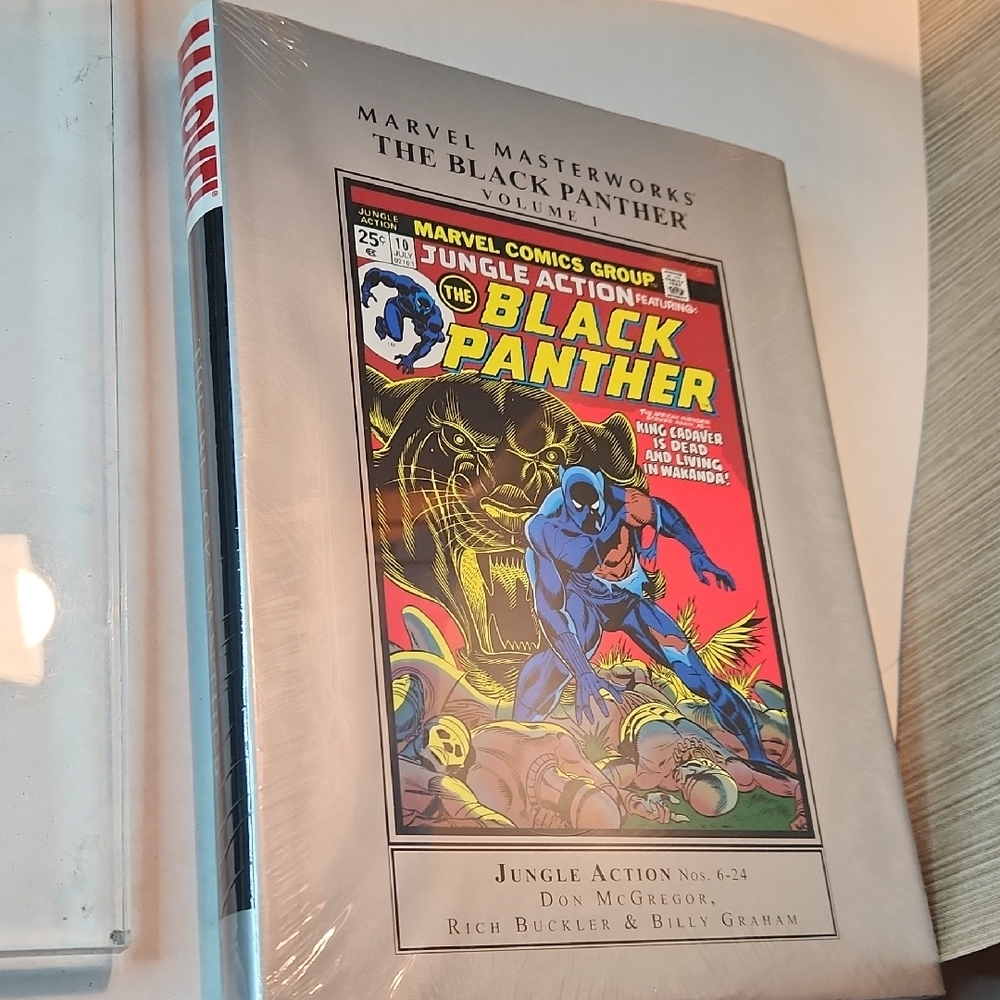 MARVEL
MARVEL MASTERWORKS
THE BLACK PANTHER
VOLUME 1
JUNGLE
ACTION
25¢
10
JULY
MARVEL COMICS GROUP
JUNGLE ACTION FEATURING:
THE
BLACK
PANTHER
KING CADAVER
IS DEAD
AND LIVING
IN WAKANDA!
JUNGLE ACTION Nos. 6-24
DON MCGREGOR,
RICH BUCKLER & BILLY GRAHAM